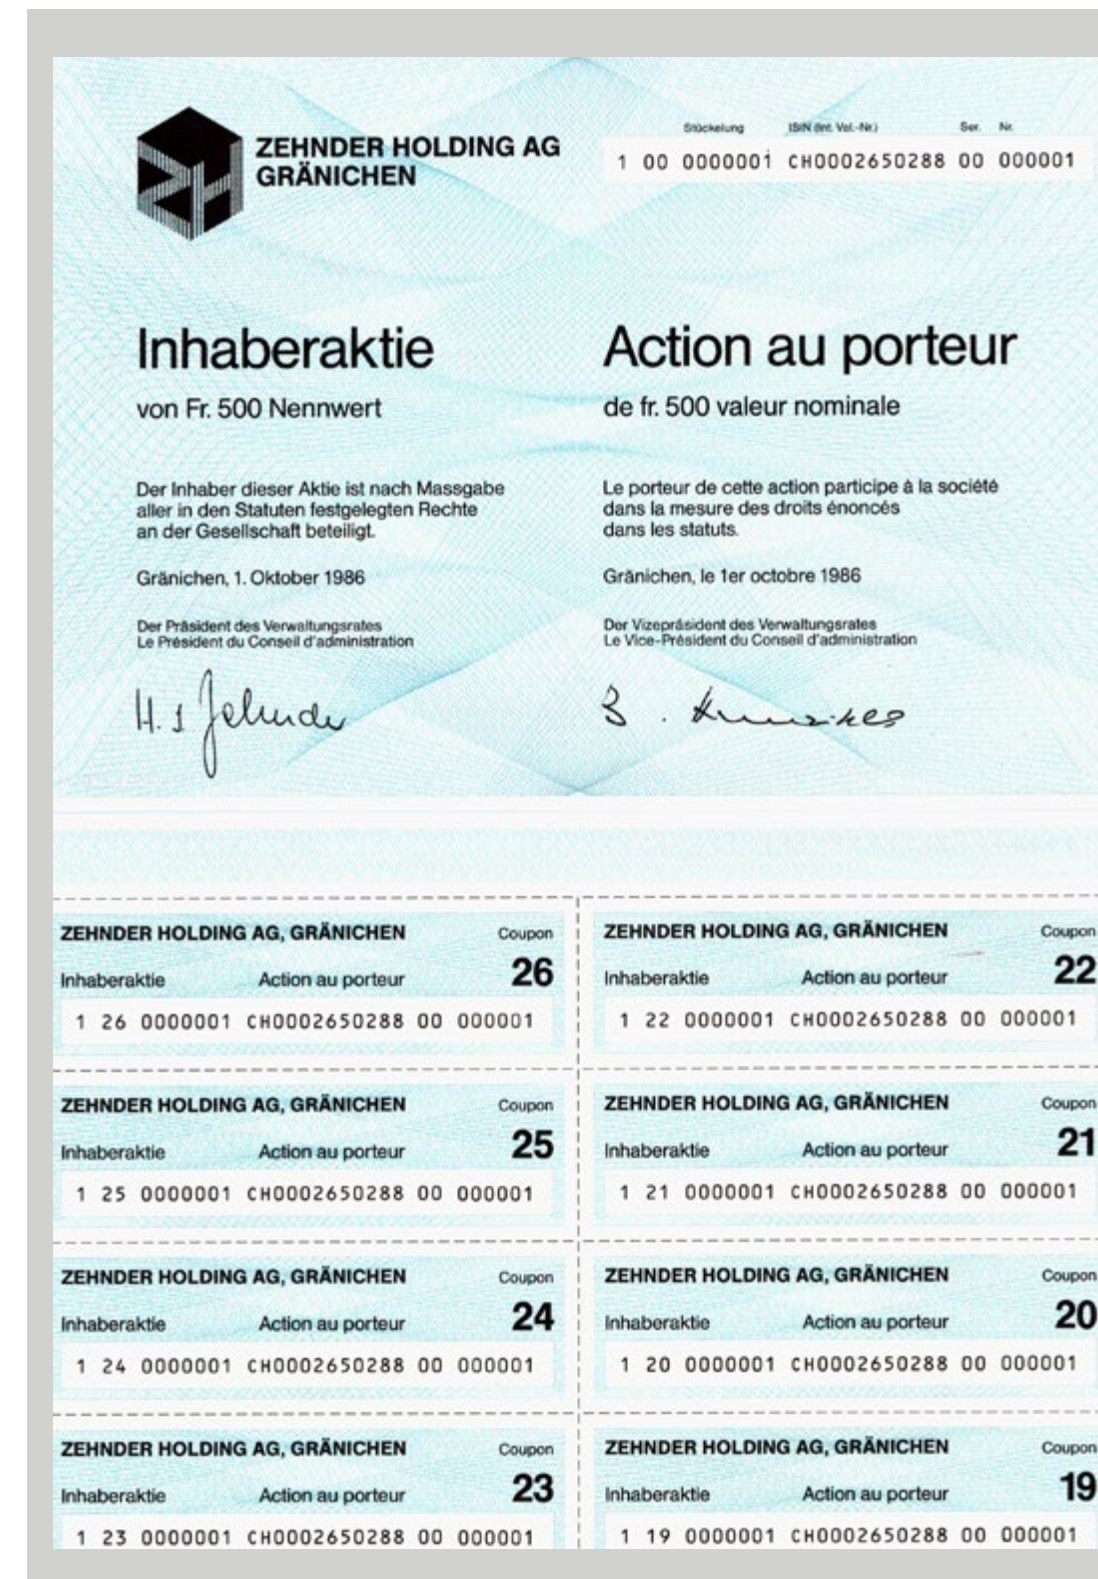 ZH
ZEHNDER HOLDING AG
GRÄNICHEN
Stückelung ISIN (Int. Val.-Nr.) Ser. Nr.
1 00 0000001 CH0002650288 00 000001
Inhaberaktie
von Fr. 500 Nennwert
Der Inhaber dieser Aktie ist nach Massgabe
aller in den Statuten festgelegten Rechte
an der Gesellschaft beteiligt.
Gränichen, 1. Oktober 1986
Der Präsident des Verwaltungsrates
Le Président du Conseil d'administration
H. J. Zehnder
Action au porteur
de fr. 500 valeur nominale
Le porteur de cette action participe à la société
dans la mesure des droits énoncés
dans les statuts.
Gränichen, le 1er octobre 1986
Der Vizepräsident des Verwaltungsrates
Le Vice-Président du Conseil d'administration
ZEHNDER HOLDING AG, GRÄNICHEN Coupon
Inhaberaktie Action au porteur 26
1 26 0000001 CH0002650288 00 000001
ZEHNDER HOLDING AG, GRÄNICHEN Coupon
Inhaberaktie Action au porteur 25
1 25 0000001 CH0002650288 00 000001
ZEHNDER HOLDING AG, GRÄNICHEN Coupon
Inhaberaktie Action au porteur 24
1 24 0000001 CH0002650288 00 000001
ZEHNDER HOLDING AG, GRÄNICHEN Coupon
Inhaberaktie Action au porteur 23
1 23 0000001 CH0002650288 00 000001
ZEHNDER HOLDING AG, GRÄNICHEN Coupon
Inhaberaktie Action au porteur 22
1 22 0000001 CH0002650288 00 000001
ZEHNDER HOLDING AG, GRÄNICHEN Coupon
Inhaberaktie Action au porteur 21
1 21 0000001 CH0002650288 00 000001
ZEHNDER HOLDING AG, GRÄNICHEN Coupon
Inhaberaktie Action au porteur 20
1 20 0000001 CH0002650288 00 000001
ZEHNDER HOLDING AG, GRÄNICHEN Coupon
Inhaberaktie Action au porteur 19
1 19 0000001 CH0002650288 00 000001